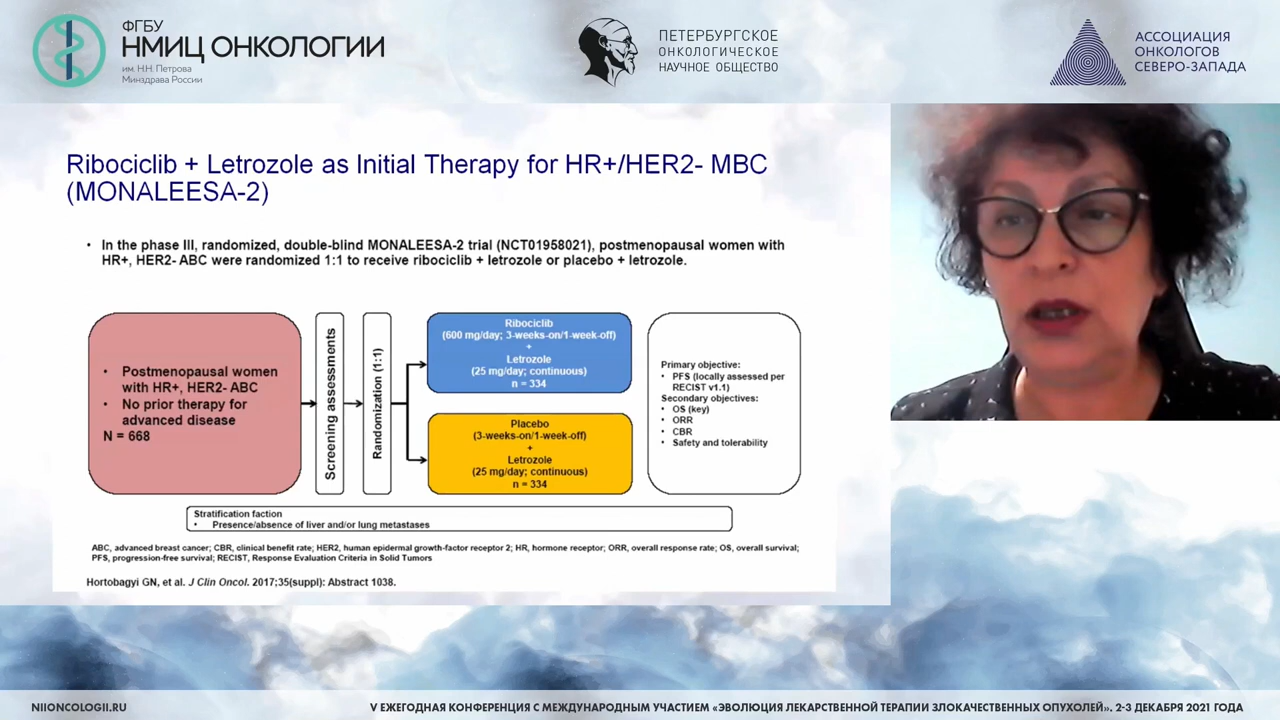 ФГБУ
НМИЦ ОНКОЛОГИИ
им. Н.Н. Петрова
Минздрава России
ПЕТЕРБУРГСКОЕ
ОНКОЛОГИЧЕСКОЕ
НАУЧНОЕ ОБЩЕСТВО
АССОЦИАЦИЯ
ОНКОЛОГОВ
СЕВЕРО-ЗАПАДА
Ribociclib + Letrozole as Initial Therapy for HR+/HER2- MBC
(MONALEESA-2)
• In the phase III, randomized, double-blind MONALEESA-2 trial (NCT01958021), postmenopausal women with
HR+, HER2- ABC were randomized 1:1 to receive ribociclib + letrozole or placebo + letrozole.
• Postmenopausal women
with HR+, HER2- ABC
• No prior therapy for
advanced disease
N = 668
Screening assessments
Randomization (1:1)
Ribociclib
(600 mg/day; 3-weeks-on/1-week-off)
+
Letrozole
(25 mg/day; continuous)
n = 334
Placebo
(3-weeks-on/1-week-off)
+
Letrozole
(25 mg/day; continuous)
n = 334
Primary objective:
• PFS (locally assessed per
RECIST v1.1)
Secondary objectives:
• OS (key)
• ORR
• CBR
• Safety and tolerability
Stratification faction
• Presence/absence of liver and/or lung metastases
ABC, advanced breast cancer; CBR, clinical benefit rate; HER2, human epidermal growth-factor receptor 2; HR, hormone receptor; ORR, overall response rate; OS, overall survival;
PFS, progression-free survival; RECIST, Response Evaluation Criteria in Solid Tumors
Hortobagyi GN, et al. J Clin Oncol. 2017;35(suppl): Abstract 1038.
NIIONCOLOGII.RU
V ЕЖЕГОДНАЯ КОНФЕРЕНЦИЯ С МЕЖДУНАРОДНЫМ УЧАСТИЕМ «ЭВОЛЮЦИЯ ЛЕКАРСТВЕННОЙ ТЕРАПИИ ЗЛОКАЧЕСТВЕННЫХ ОПУХОЛЕЙ». 2-3 ДЕКАБРЯ 2021 ГОДА